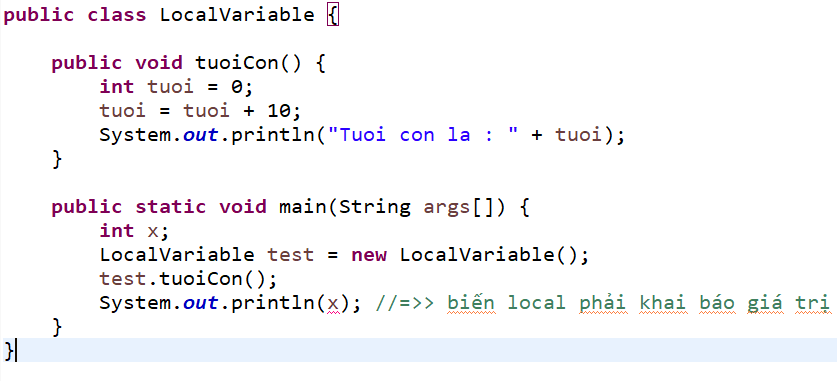 public class LocalVariable {
public void tuoiCon() {
int tuoi = 0;
tuoi = tuoi + 10;
System.out.println("Tuoi con la : " + tuoi);
}
public static void main(String args[]) {
int x;
LocalVariable test = new LocalVariable();
test.tuoiCon();
System.out.println(x); //=>> biến local phải khai báo giá trị
}
}